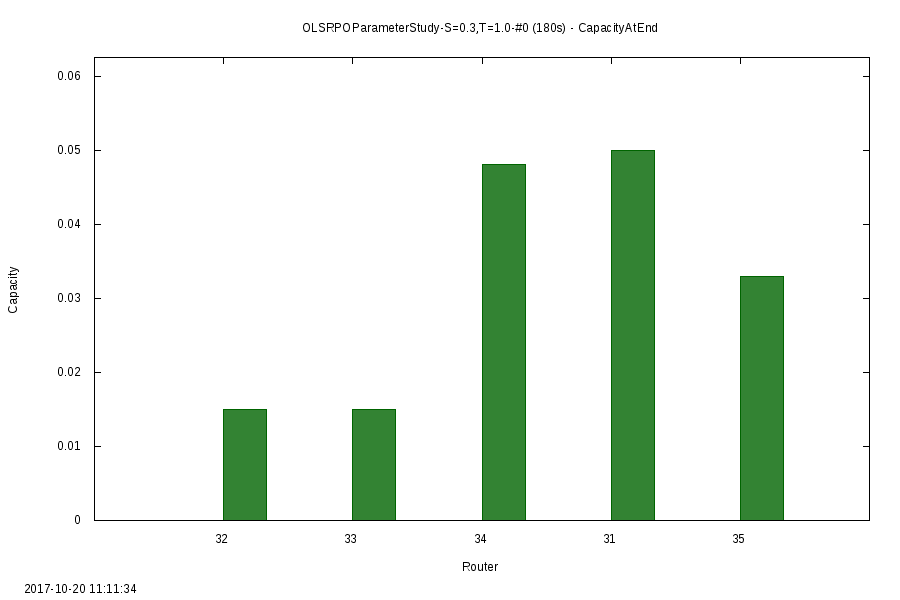 OLSRPOParameterStudy-S=0.3,T=1.0-#0 (180s) - CapacityAtEnd
0.06
0.05
0.04
0.03
0.02
0.01
0
Capacity
32 33 34 31 35
Router
2017-10-20 11:11:34